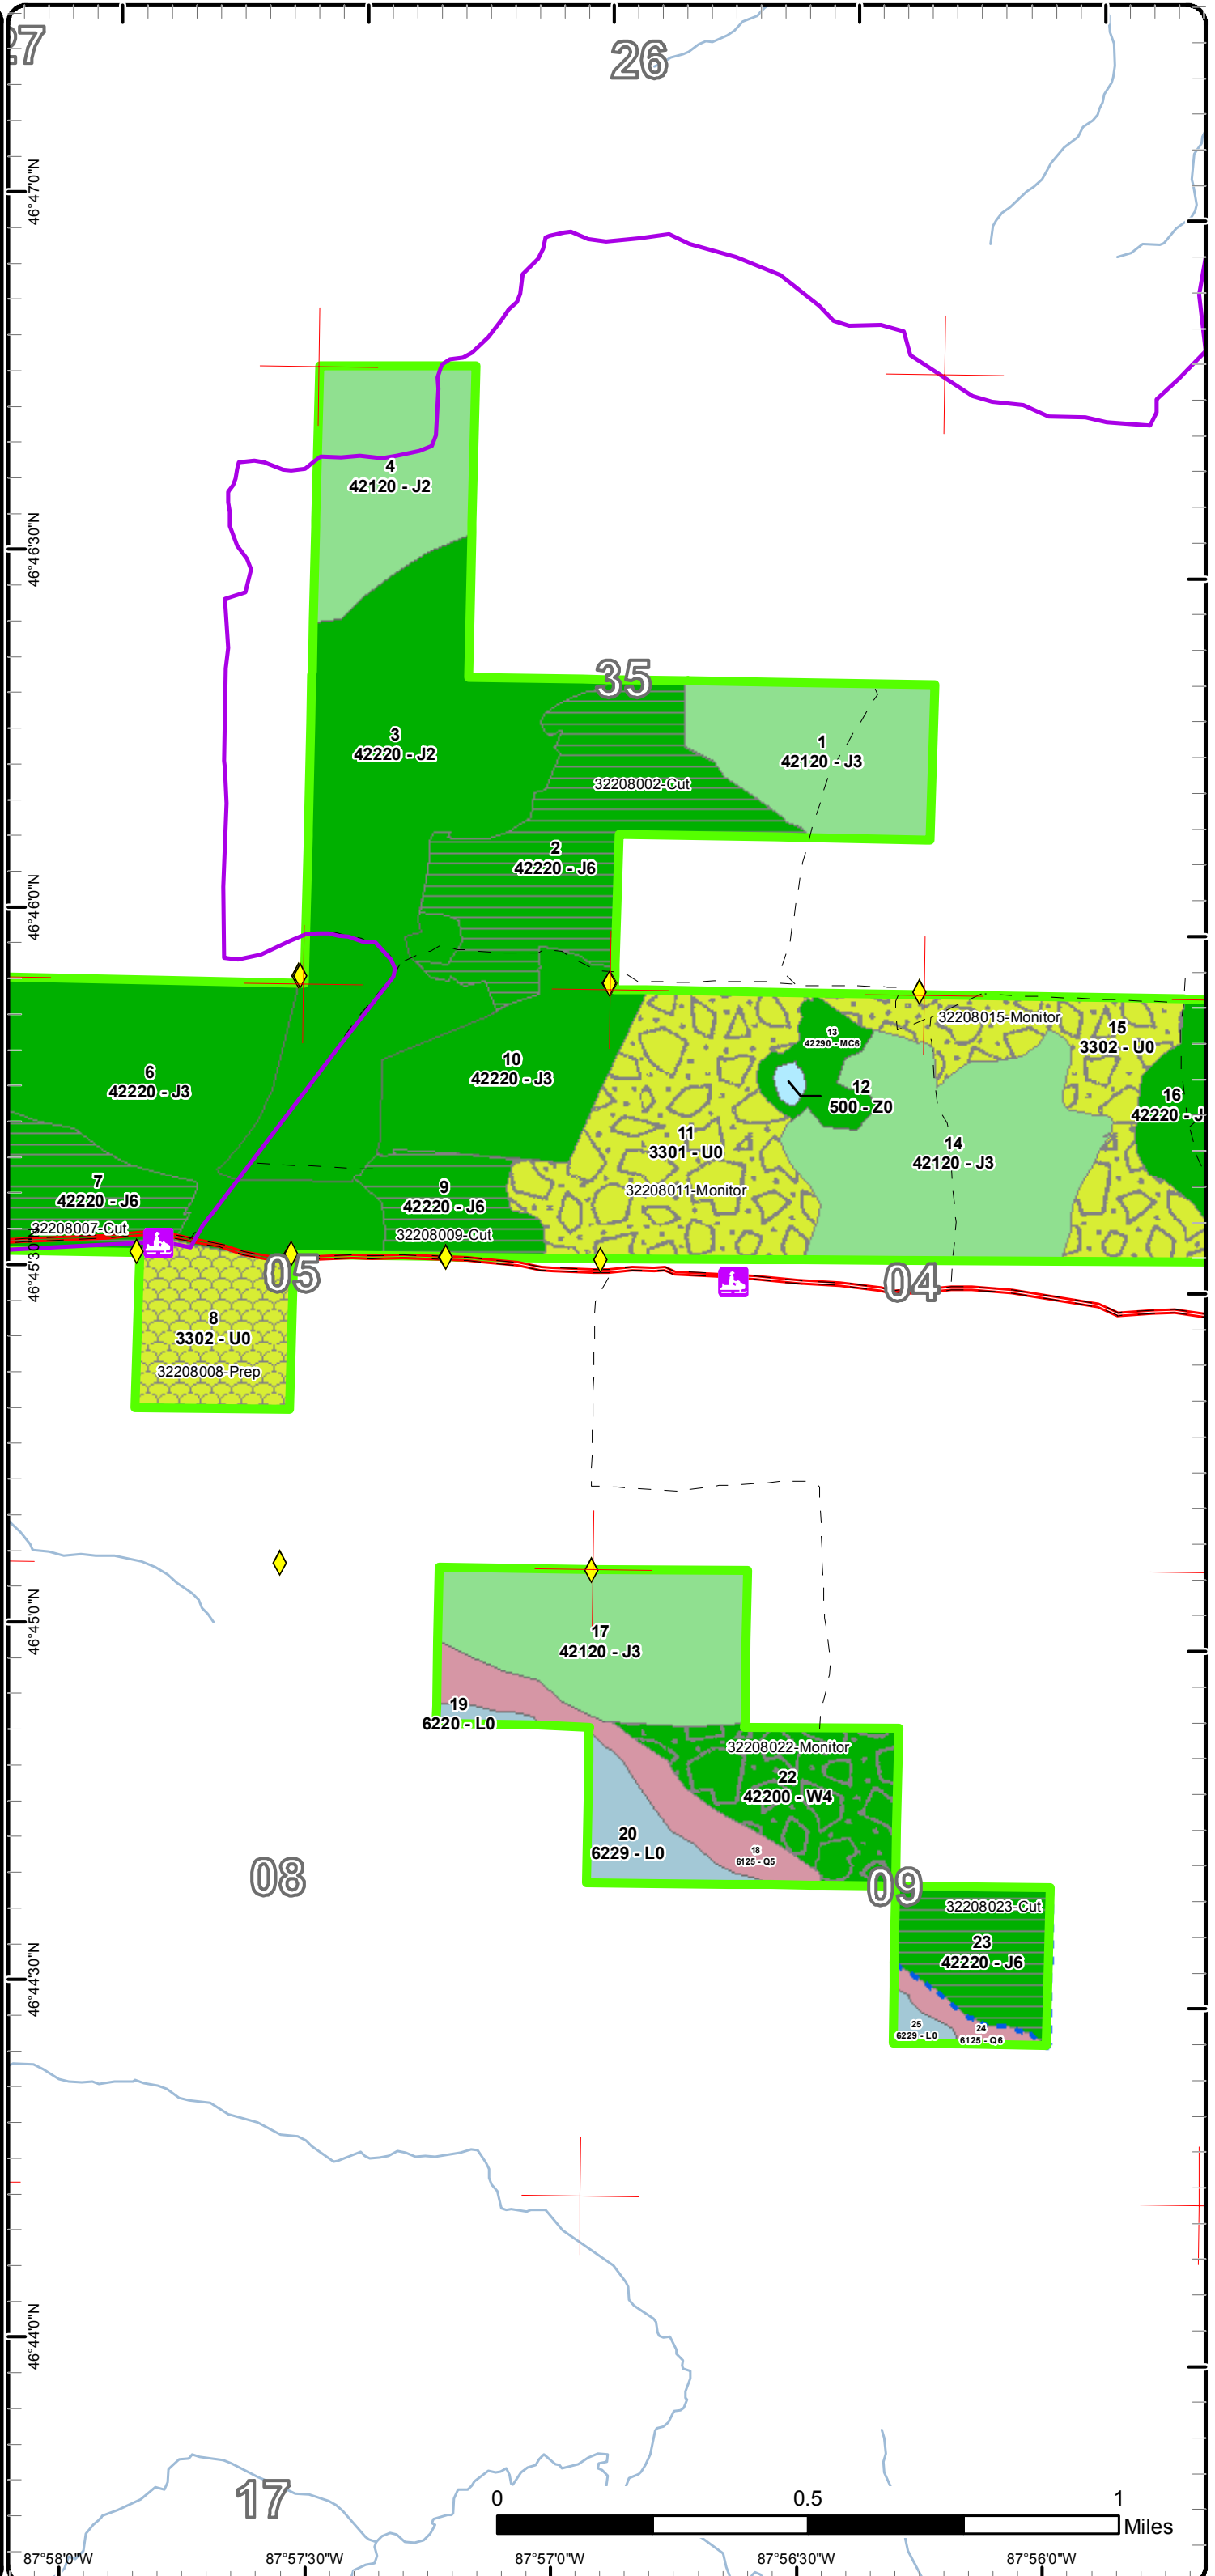 27
26
46°47'0"N
4
42120 - J2
46°46'30"N
35
3
42220 - J2
1
42120 - J3
32208002-Cut
2
42220 - J6
46°46'0"N
32208015-Monitor
15
3302 - U0
13
42290 - MC6
10
42220 - J3
6
42220 - J3
12
500 - Z0
16
42220 - J
11
3301 - U0
14
42120 - J3
7
42220 - J6
9
42220 - J6
32208011-Monitor
32208007-Cut
32208009-Cut
46°45'30"N
05
04
8
3302 - U0
32208008-Prep
46°45'0"N
17
42120 - J3
19
6220 - L0
32208022-Monitor
22
42200 - W4
20
6229 - L0
18
6125 - Q5
08
09
32208023-Cut
23
42220 - J6
46°44'30"N
25
6229 - L0
24
6125 - Q6
46°44'0"N
17
0 0.5 1
Miles
87°58'0"W 87°57'30"W 87°57'0"W 87°56'30"W 87°56'0"W